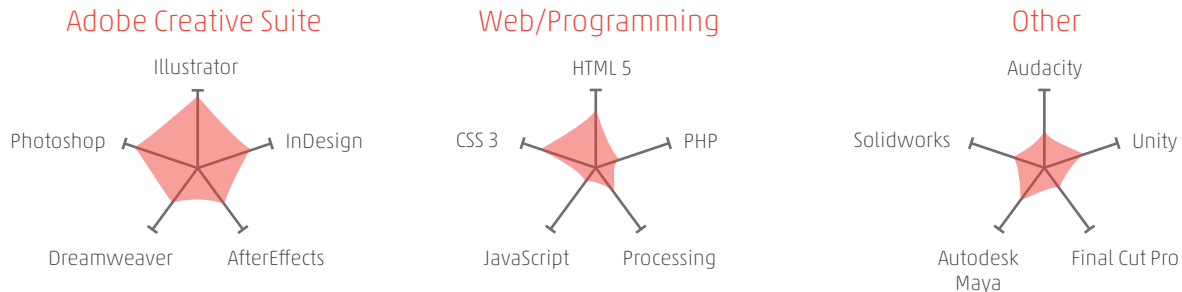 Adobe Creative Suite
Illustrator
Photoshop
InDesign
Dreamweaver
AfterEffects
Web/Programming
HTML 5
CSS 3
PHP
JavaScript
Processing
Other
Audacity
Solidworks
Unity
Autodesk
Maya
Final Cut Pro